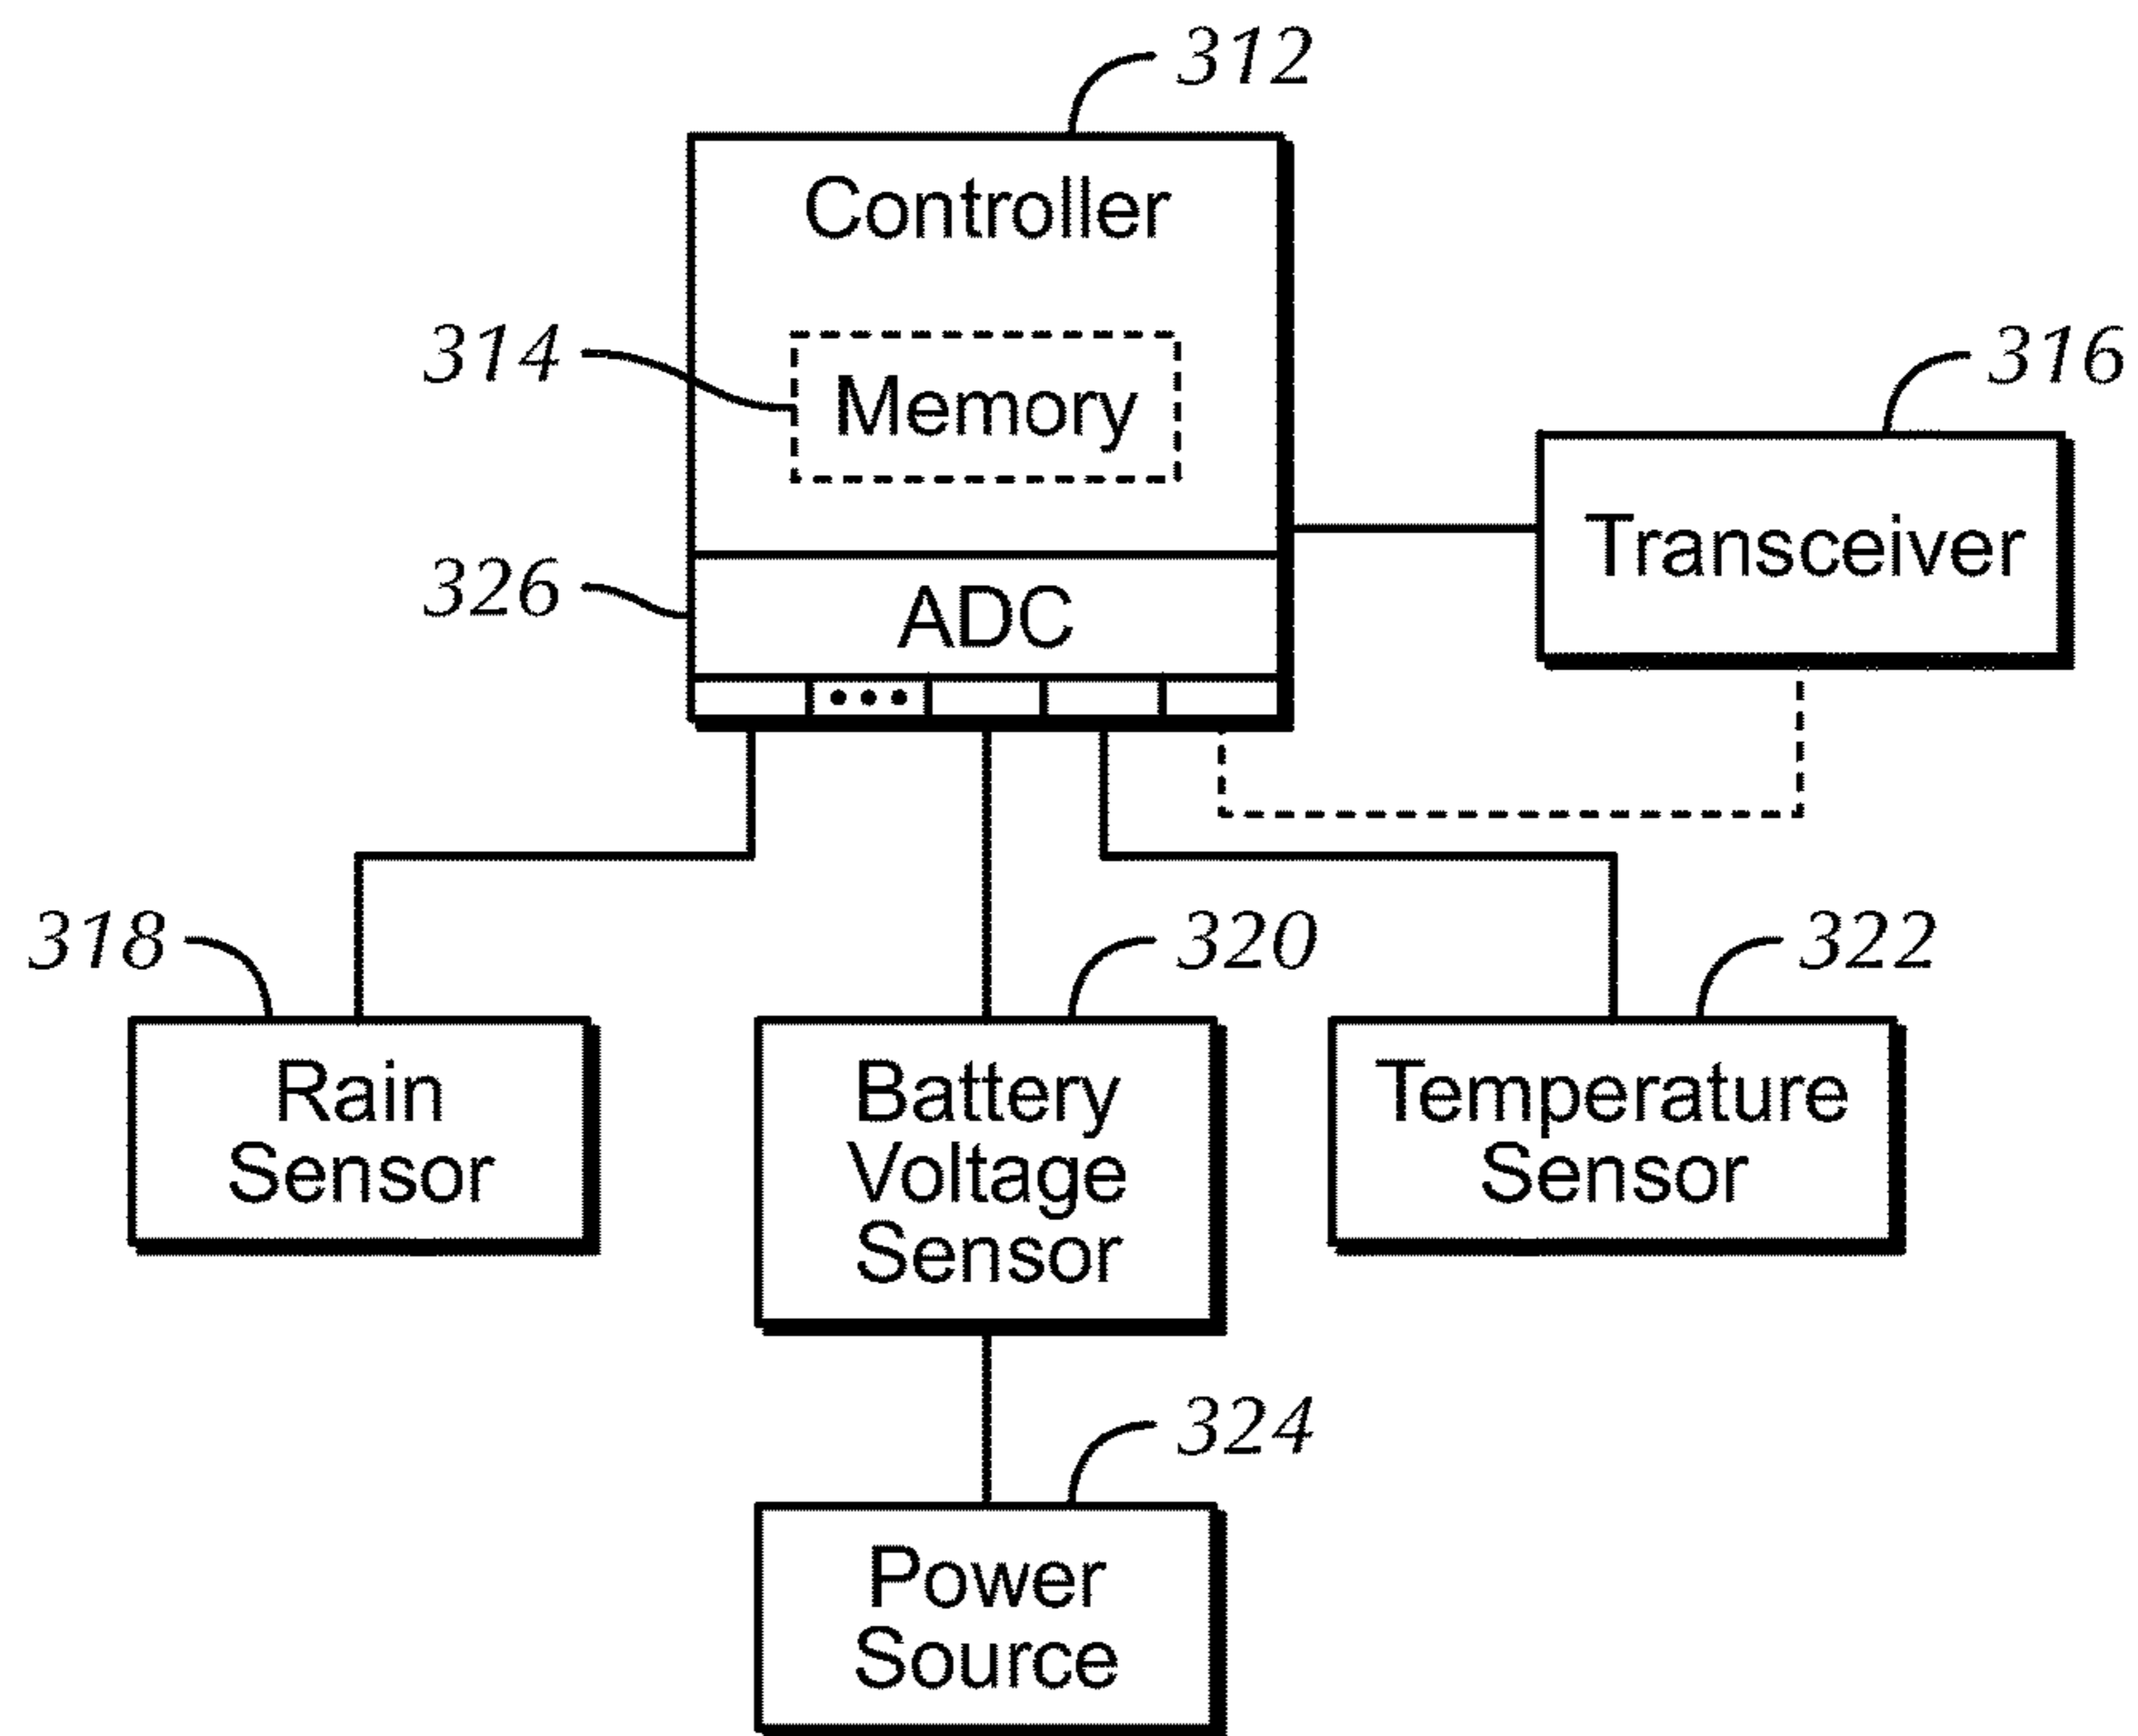 312
Controller
314
Memory
316
Transceiver
326
ADC
318
320
322
Rain
Sensor
Battery
Voltage
Sensor
Temperature
Sensor
324
Power
Source